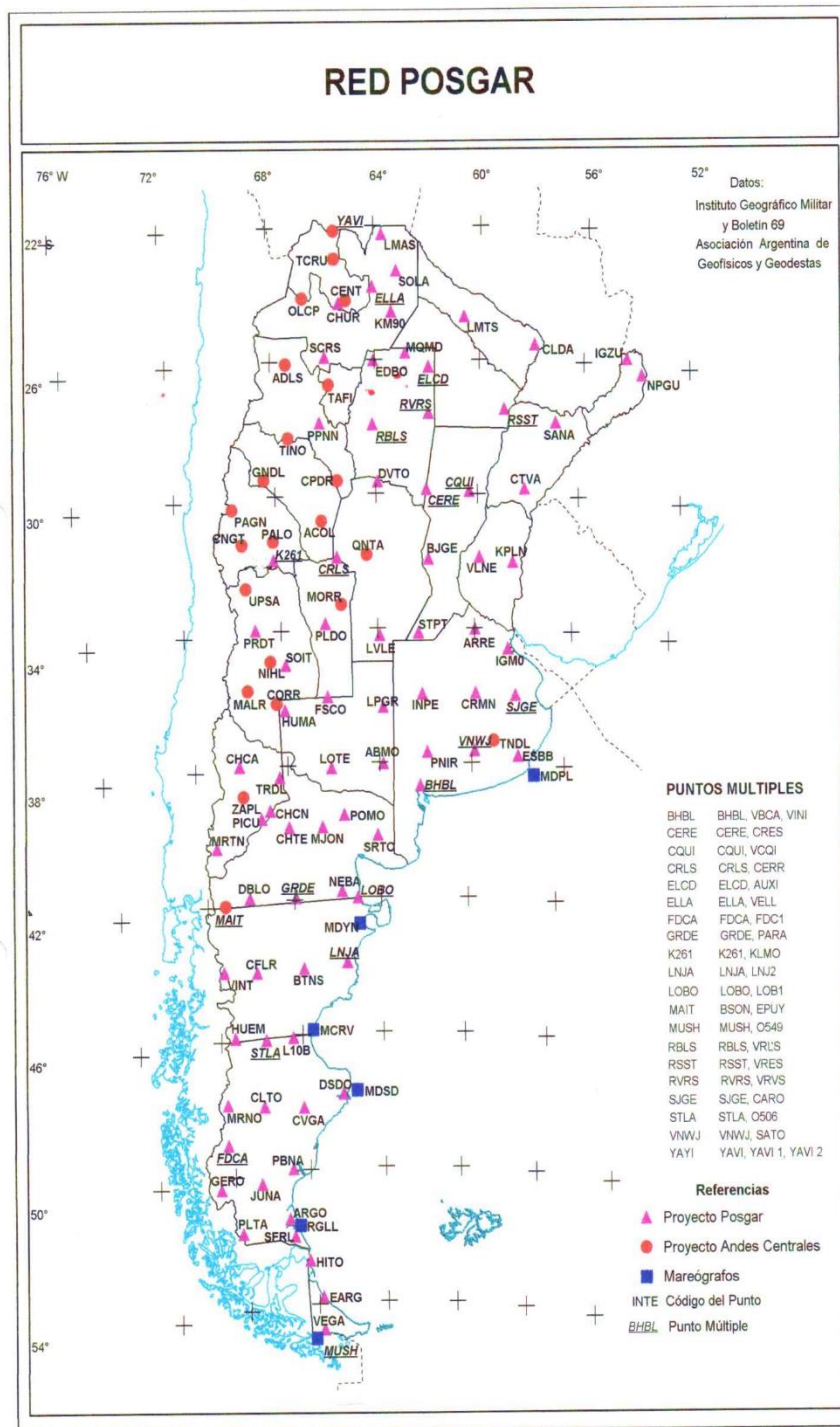 RED POSGAR
76° W
72°
68°
64°
60°
56°
52°
Datos:
Instituto Geográfico Militar
y Boletin 69
Asociación Argentina de
Geofísicos y Geodestas
YAVI
22°S
LMAS
TCRU
SOLA
CENT
ELLA
OLCP
CHUR
KM90
LMTS
SCRS
MQMD
CLDA
IGZU
EDBO
ELCD
ADLS
NPGU
26°
TAFI
RVRS
RSST
PPNN
RBLS
SANA
TINO
GNDL
CPDR
DVTO
CQUI
CTVA
CERE
30°
PAGN
PALO
ACOL
CNGT
QNTA
BJGE
KPLN
K261
CRLS
VLNE
UPSA
MORR
STPT
PRDT
PLDO
LVLE
ARRE
SOIT
IGM0
34°
NIHL
MALR
CORR
LPGR
INPE
CRMN
SJGE
HUMA
FSCO
VNWJ
TNDL
CHCA
LOTE
ABMO
PNIR
ESBB
TRDL
BHBL
MDPL
38°
ZAPL
CHCN
POMO
PICU
CHTE
MJON
MRTN
SRTC
NEBA
DBLO
GRDE
LOBO
MAIT
MDYN
42°
LNJA
CFLR
VINT
BTNS
HUEM
MCRV
STLA
L10B
46°
DSDO
MDSD
CLTO
MRNO
CVGA
FDCA
PBNA
GERO
JUNA
50°
PLTA
ARGO
RGLL
SFRL
HITO
EARG
VEGA
54°
MUSH
PUNTOS MULTIPLES
BHBL BHBL, VBCA, VINI
CERE CERE, CRES
CQUI CQUI, VCQI
CRLS CRLS, CERR
ELCD ELCD, AUXI
ELLA ELLA, VELL
FDCA FDCA, FDC1
GRDE GRDE, PARA
K261 K261, KLMO
LNJA LNJA, LNJ2
LOBO LOBO, LOB1
MAIT BSON, EPUY
MUSH MUSH, O549
RBLS RBLS, VRLS
RSST RSST, VRES
RVRS RVRS, VRVS
SJGE SJGE, CARO
STLA STLA, O506
VNWJ VNWJ, SATO
YAYI YAVI, YAVI 1, YAVI 2
Referencias
Proyecto Posgar
Proyecto Andes Centrales
Mareógrafos
INTE Código del Punto
BHBL Punto Múltiple